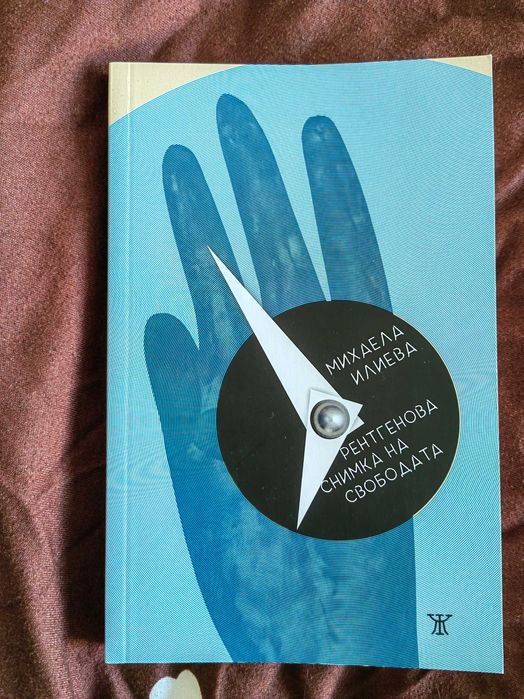 МИХАЕЛА
ИЛИЕВА
РЕНТГЕНОВА
СНИМКА НА
СВОБОДАТА
Ж